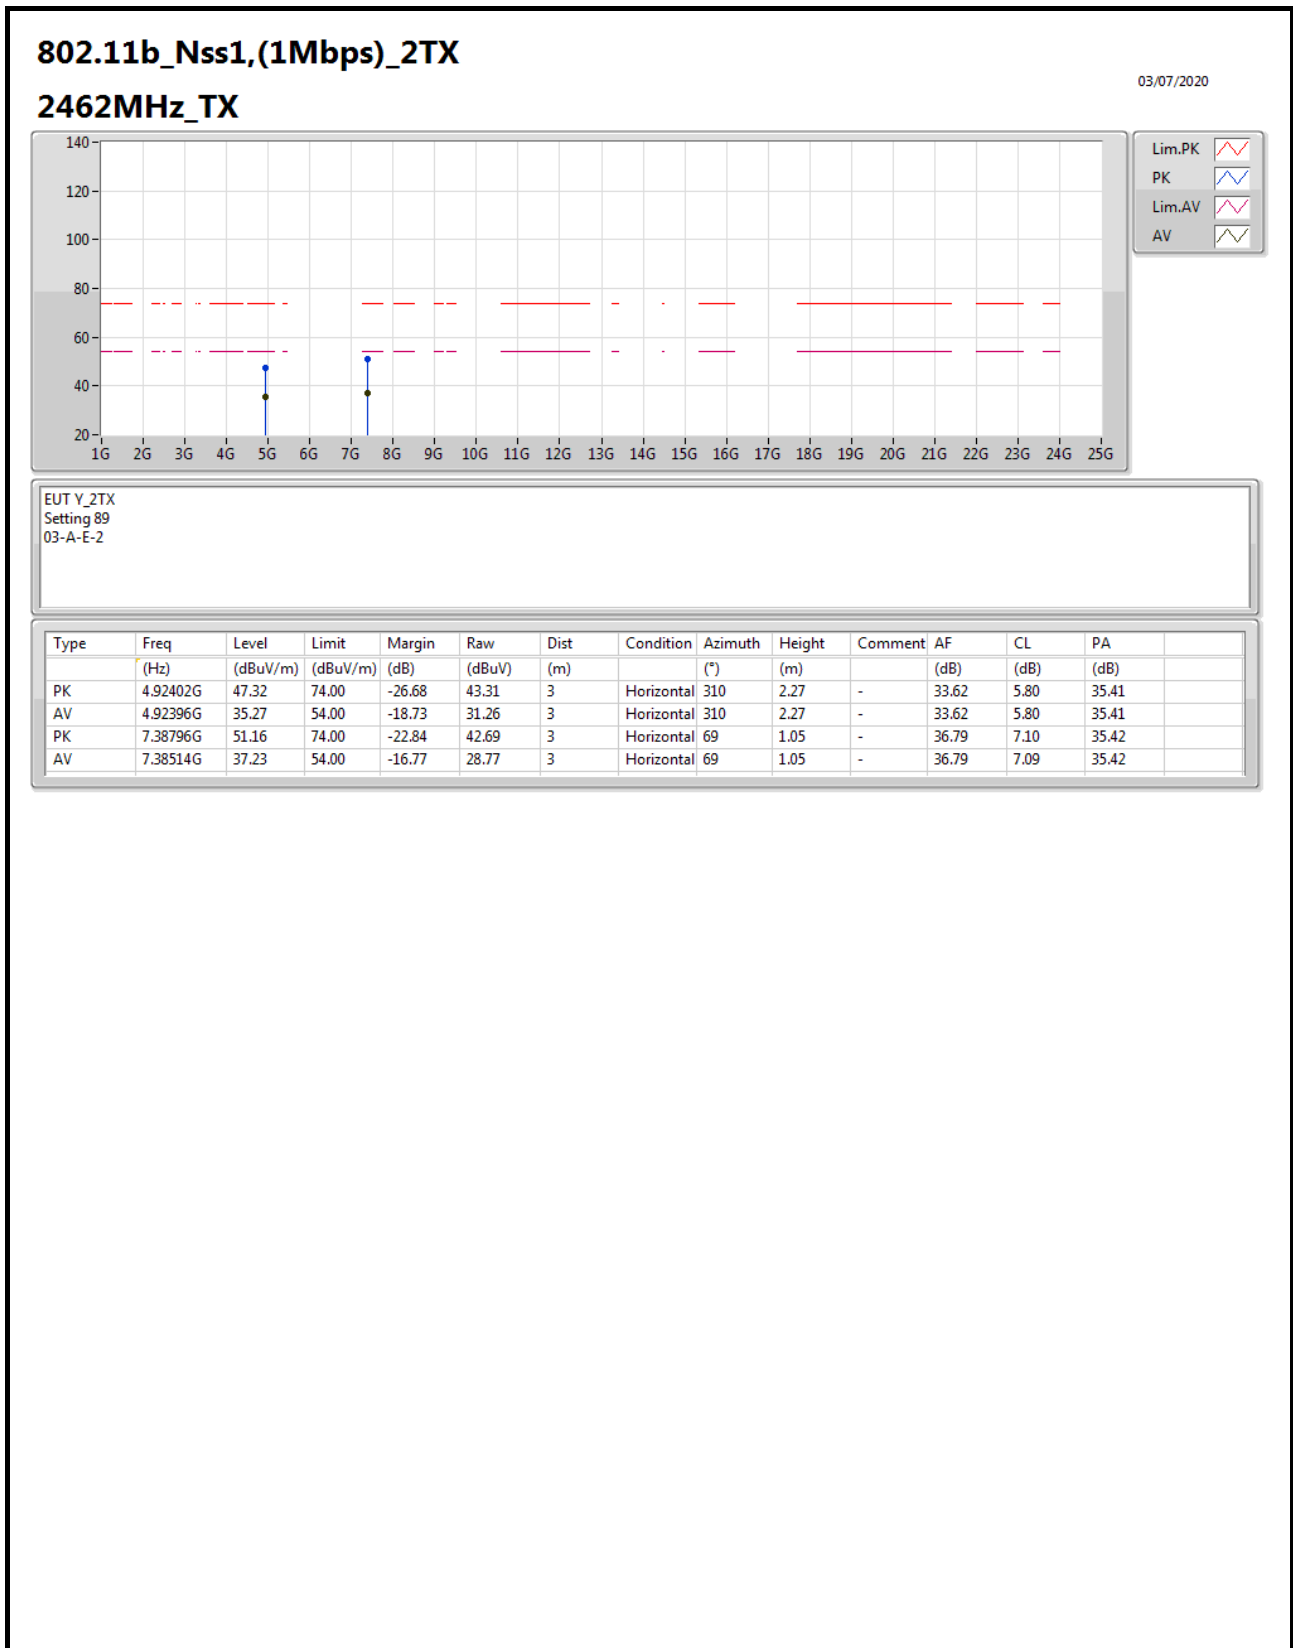 802.11b_Nss1,(1Mbps)_2TX
03/07/2020
2462MHz_TX
140
120
100
80
60
40
20
1G 2G 3G 4G 5G 6G 7G 8G 9G 10G 11G 12G 13G 14G 15G 16G 17G 18G 19G 20G 21G 22G 23G 24G 25G
Lim.PK
PK
Lim.AV
AV
EUT Y_2TX
Setting 89
03-A-E-2
Type Freq Level Limit Margin Raw Dist Condition Azimuth Height Comment AF CL PA
(Hz) (dBuV/m) (dBuV/m) (dB) (dBuV) (m) (°) (m) (dB) (dB) (dB)
PK 4.92402G 47.32 74.00 -26.68 43.31 3 Horizontal 310 2.27 - 33.62 5.80 35.41
AV 4.92396G 35.27 54.00 -18.73 31.26 3 Horizontal 310 2.27 - 33.62 5.80 35.41
PK 7.38796G 51.16 74.00 -22.84 42.69 3 Horizontal 69 1.05 - 36.79 7.10 35.42
AV 7.38514G 37.23 54.00 -16.77 28.77 3 Horizontal 69 1.05 - 36.79 7.09 35.42